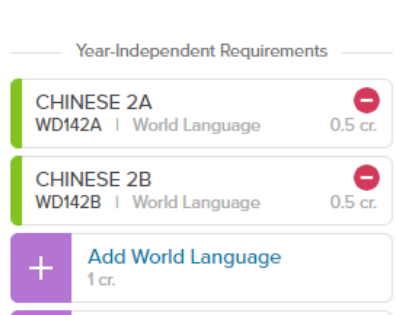 Year-Independent Requirements
CHINESE 2A
WD142A | World Language 0.5 cr.
CHINESE 2B
WD142B | World Language 0.5 cr.
Add World Language
1 cr.